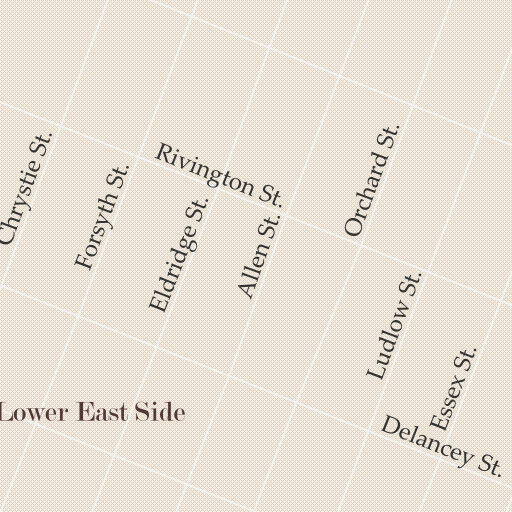 Chrystie St.
Forsyth St.
Rivington St.
Eldridge St.
Allen St.
Orchard St.
Ludlow St.
Essex St.
Lower East Side
Delancey St.